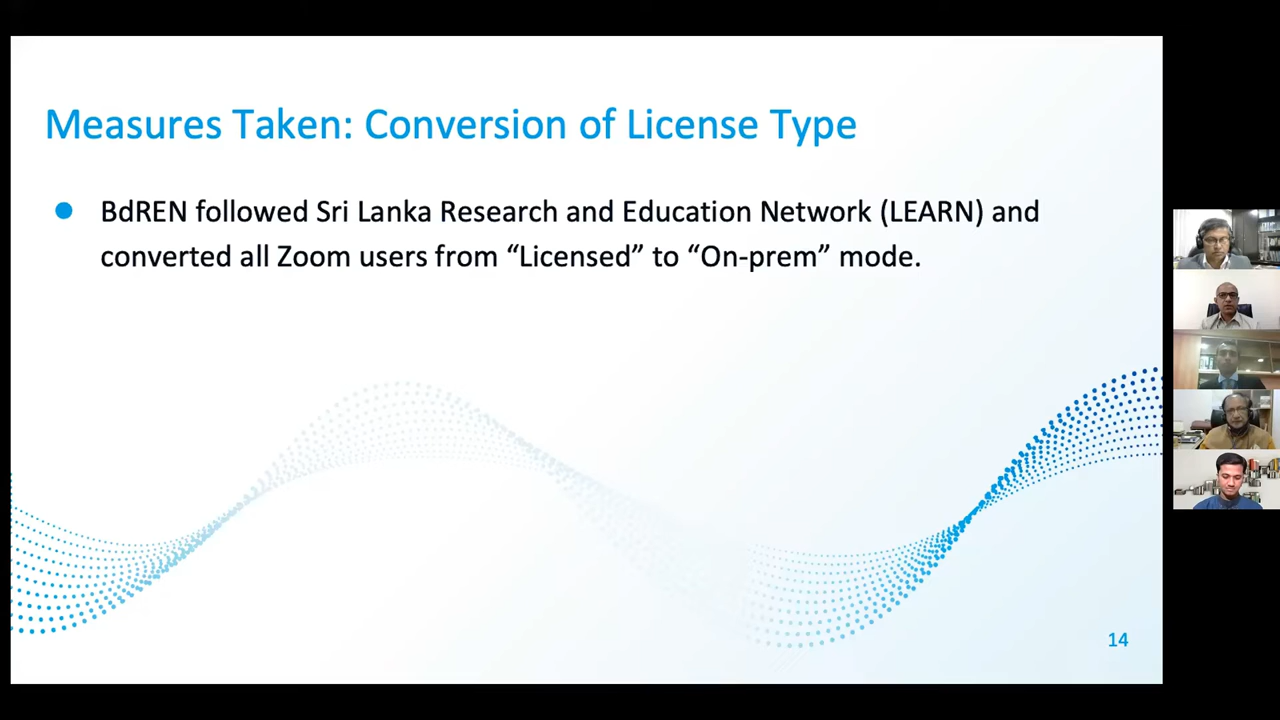 Measures Taken: Conversion of License Type
BdREN followed Sri Lanka Research and Education Network (LEARN) and
converted all Zoom users from “Licensed” to “On-prem” mode.
14